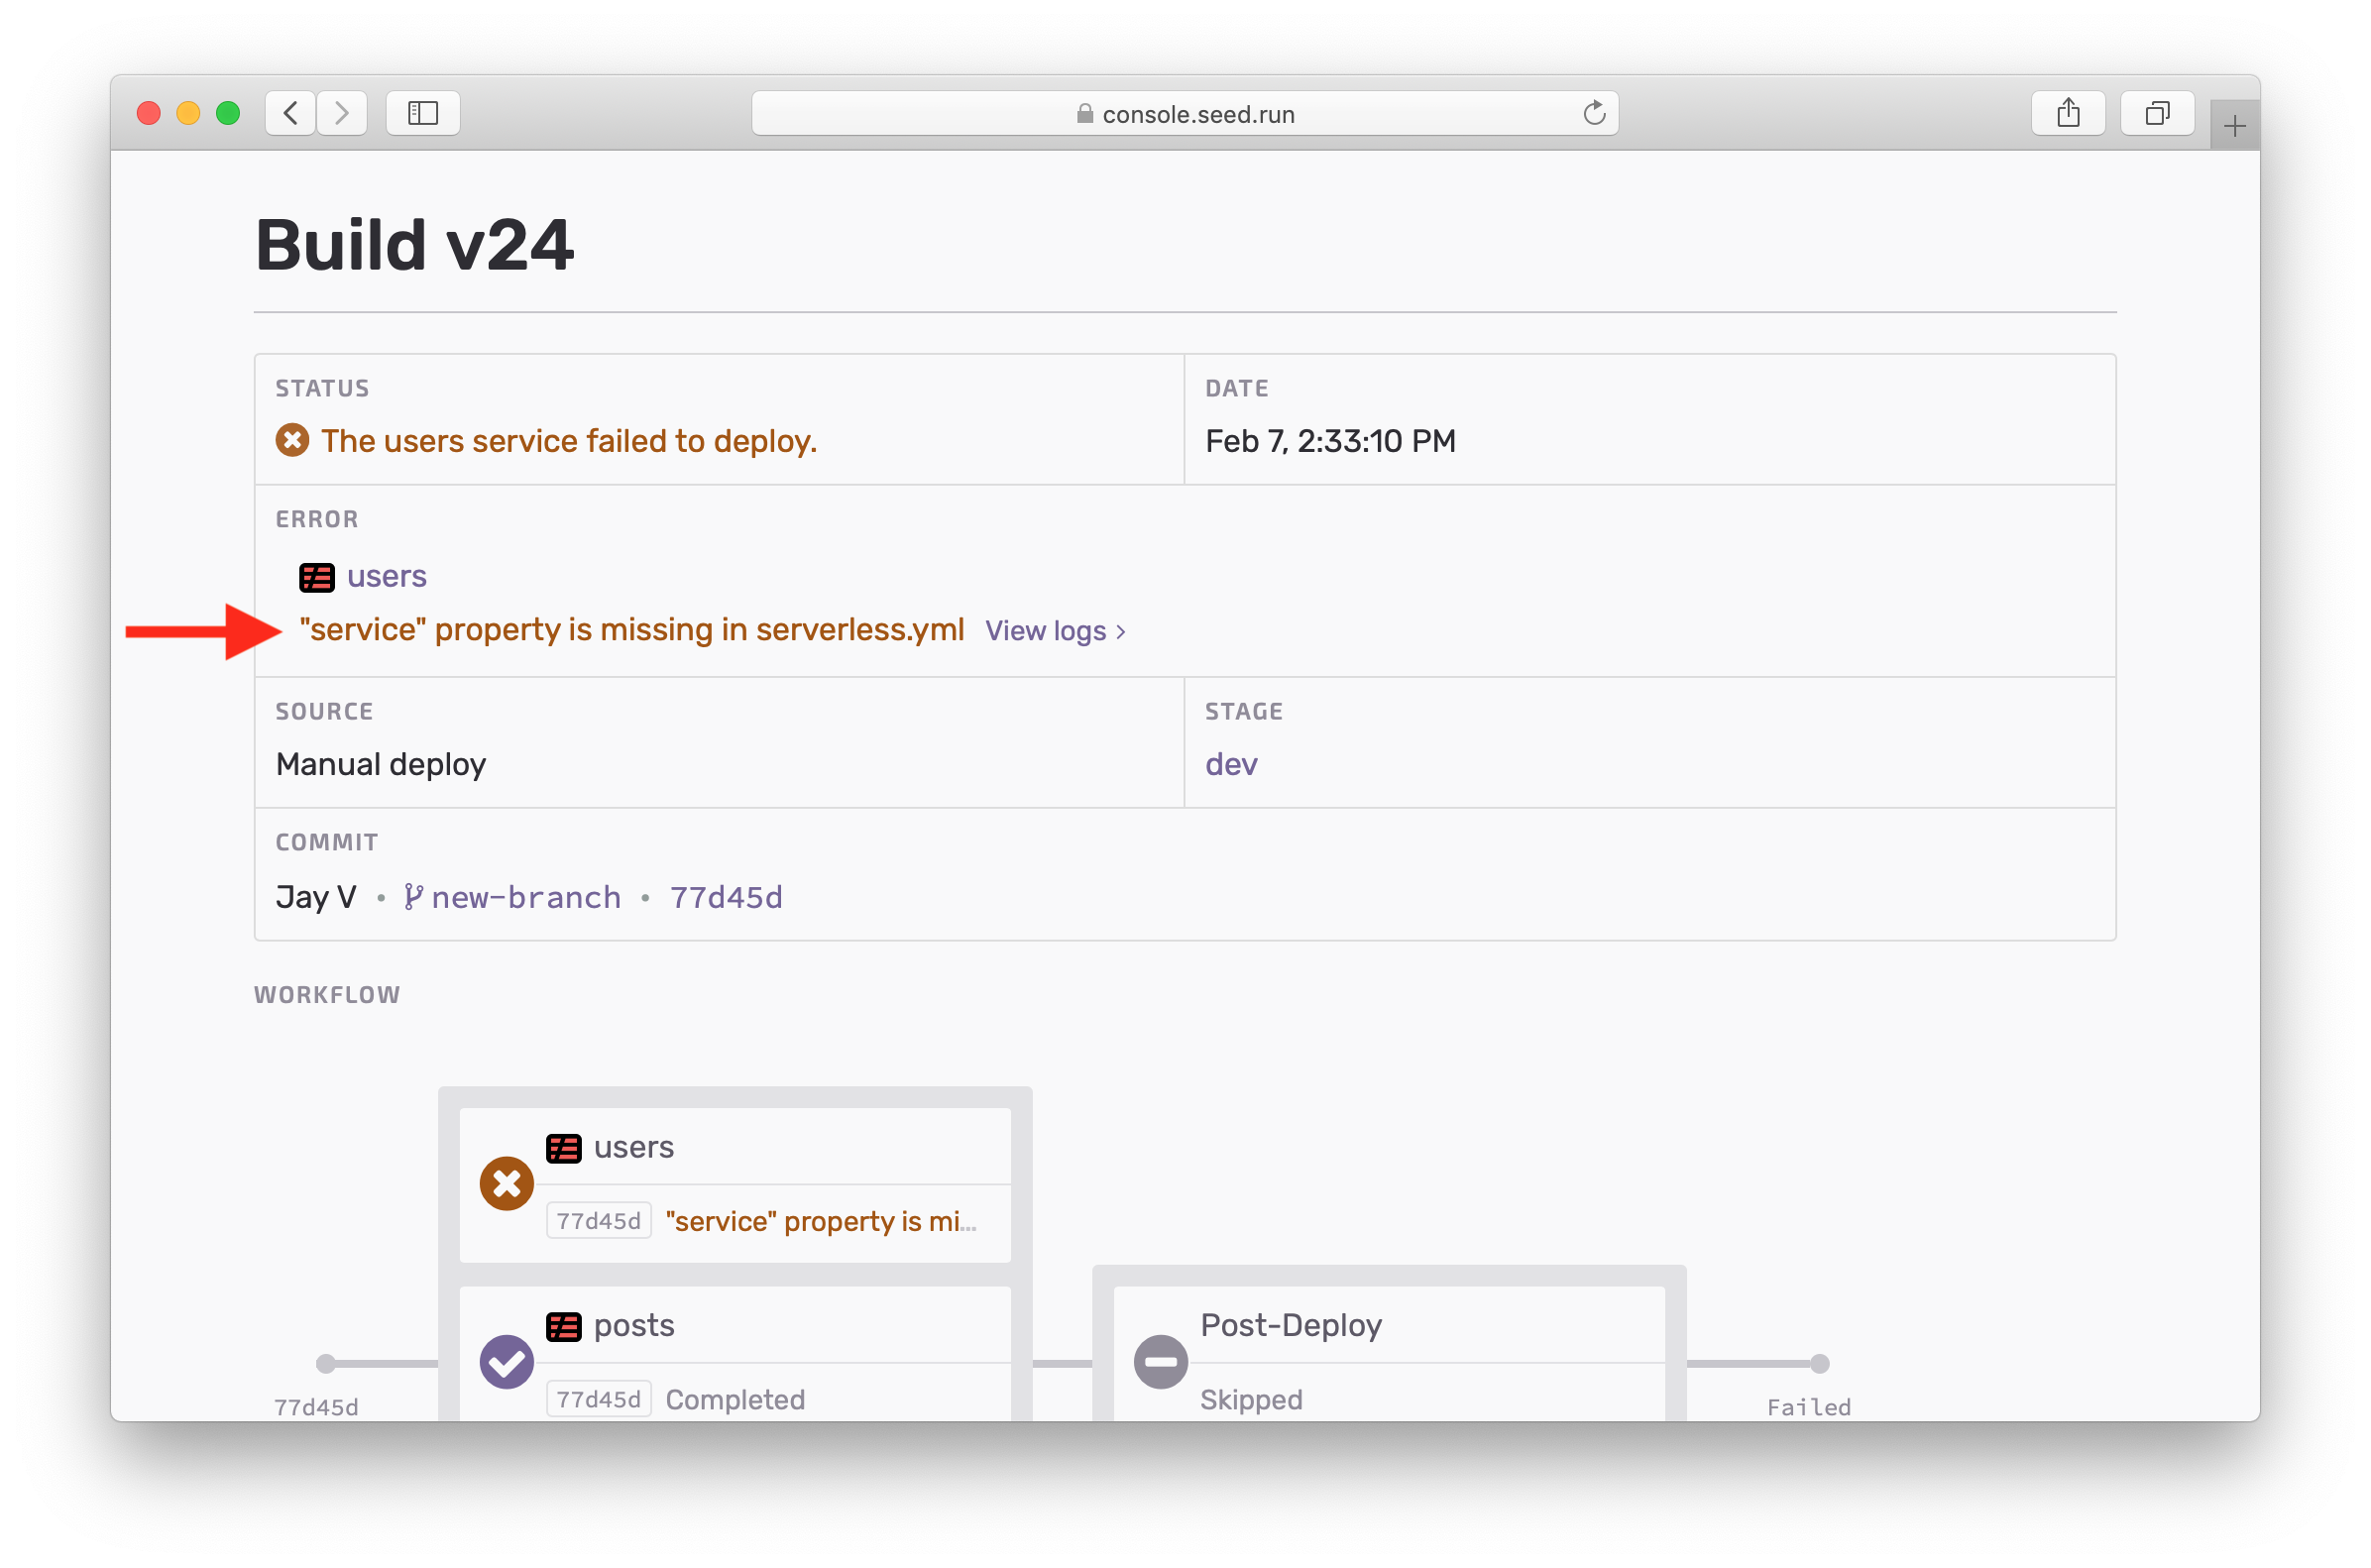 console.seed.run
Build v24
STATUS
The users service failed to deploy.
DATE
Feb 7, 2:33:10 PM
ERROR
users
"service" property is missing in serverless.yml View logs >
SOURCE
Manual deploy
STAGE
dev
COMMIT
Jay V • new-branch • 77d45d
WORKFLOW
users
77d45d "service" property is mi...
posts
77d45d Completed
77d45d
Post-Deploy
Skipped
Failed